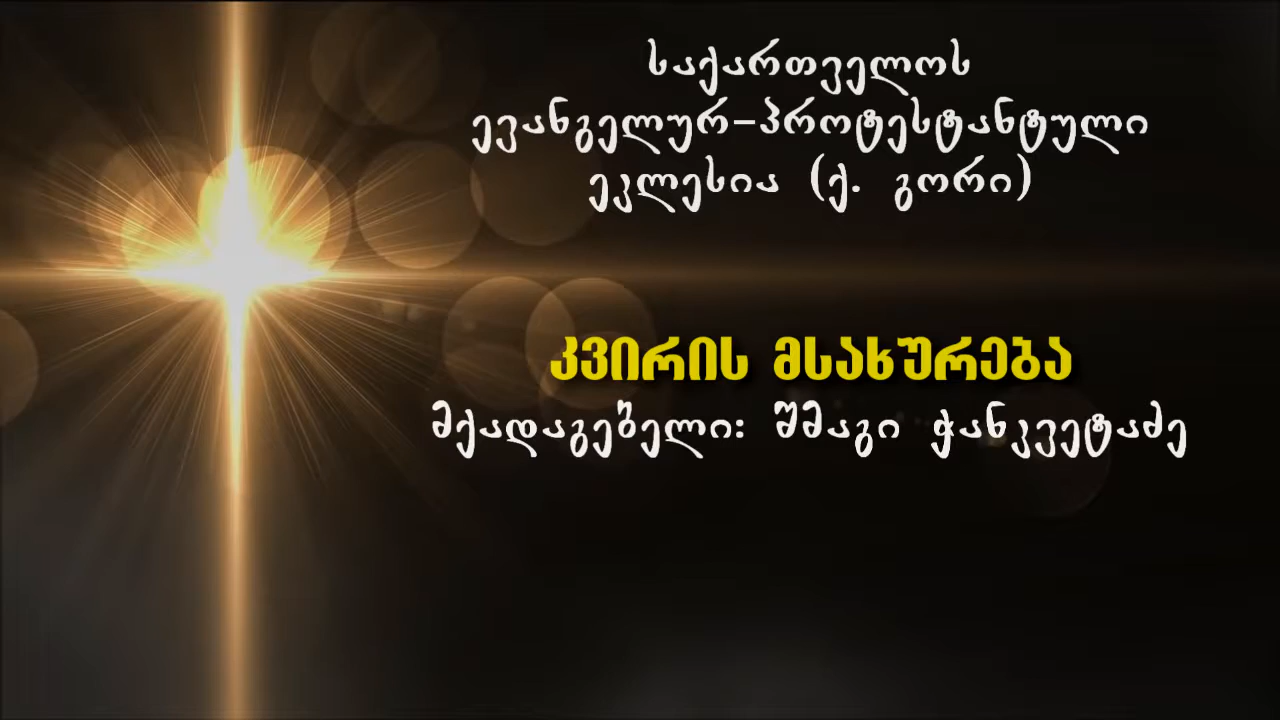 საქართველოს
ევანგელურ-პროტესტანტული
ეკლესია (ქ. გორი)
კვირის მსახურება
მქადაგებელი: შმაგი ჭანკვეტაძე